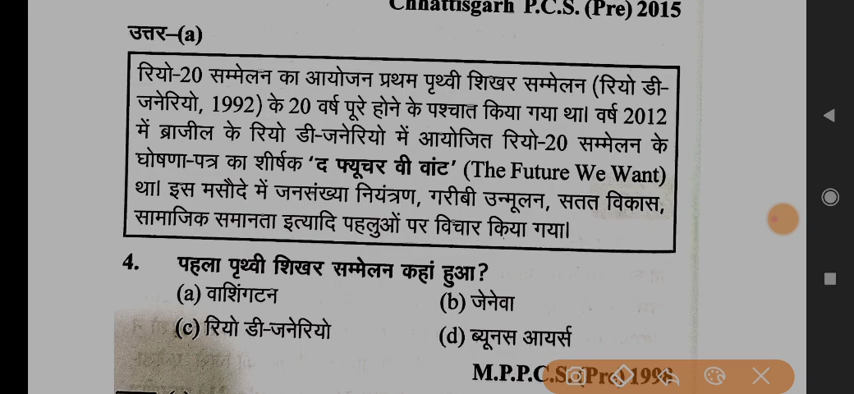 Chhattisgarh P.C.S. (Pre) 2015
उत्तर–(a)
रियो-20 सम्मेलन का आयोजन प्रथम पृथ्वी शिखर सम्मेलन (रियो डी-
जनेरियो, 1992) के 20 वर्ष पूरे होने के पश्चात किया गया था। वर्ष 2012
में ब्राजील के रियो डी-जनेरियो में आयोजित रियो-20 सम्मेलन के
घोषणा-पत्र का शीर्षक ‘द फ्यूचर वी वांट’ (The Future We Want)
था। इस मसौदे में जनसंख्या नियंत्रण, गरीबी उन्मूलन, सतत विकास,
सामाजिक समानता इत्यादि पहलुओं पर विचार किया गया।
4. पहला पृथ्वी शिखर सम्मेलन कहां हुआ?
(a) वाशिंगटन (b) जेनेवा
(c) रियो डी-जनेरियो (d) ब्यूनस आयर्स
M.P.P.C.S. (Pre) 1998